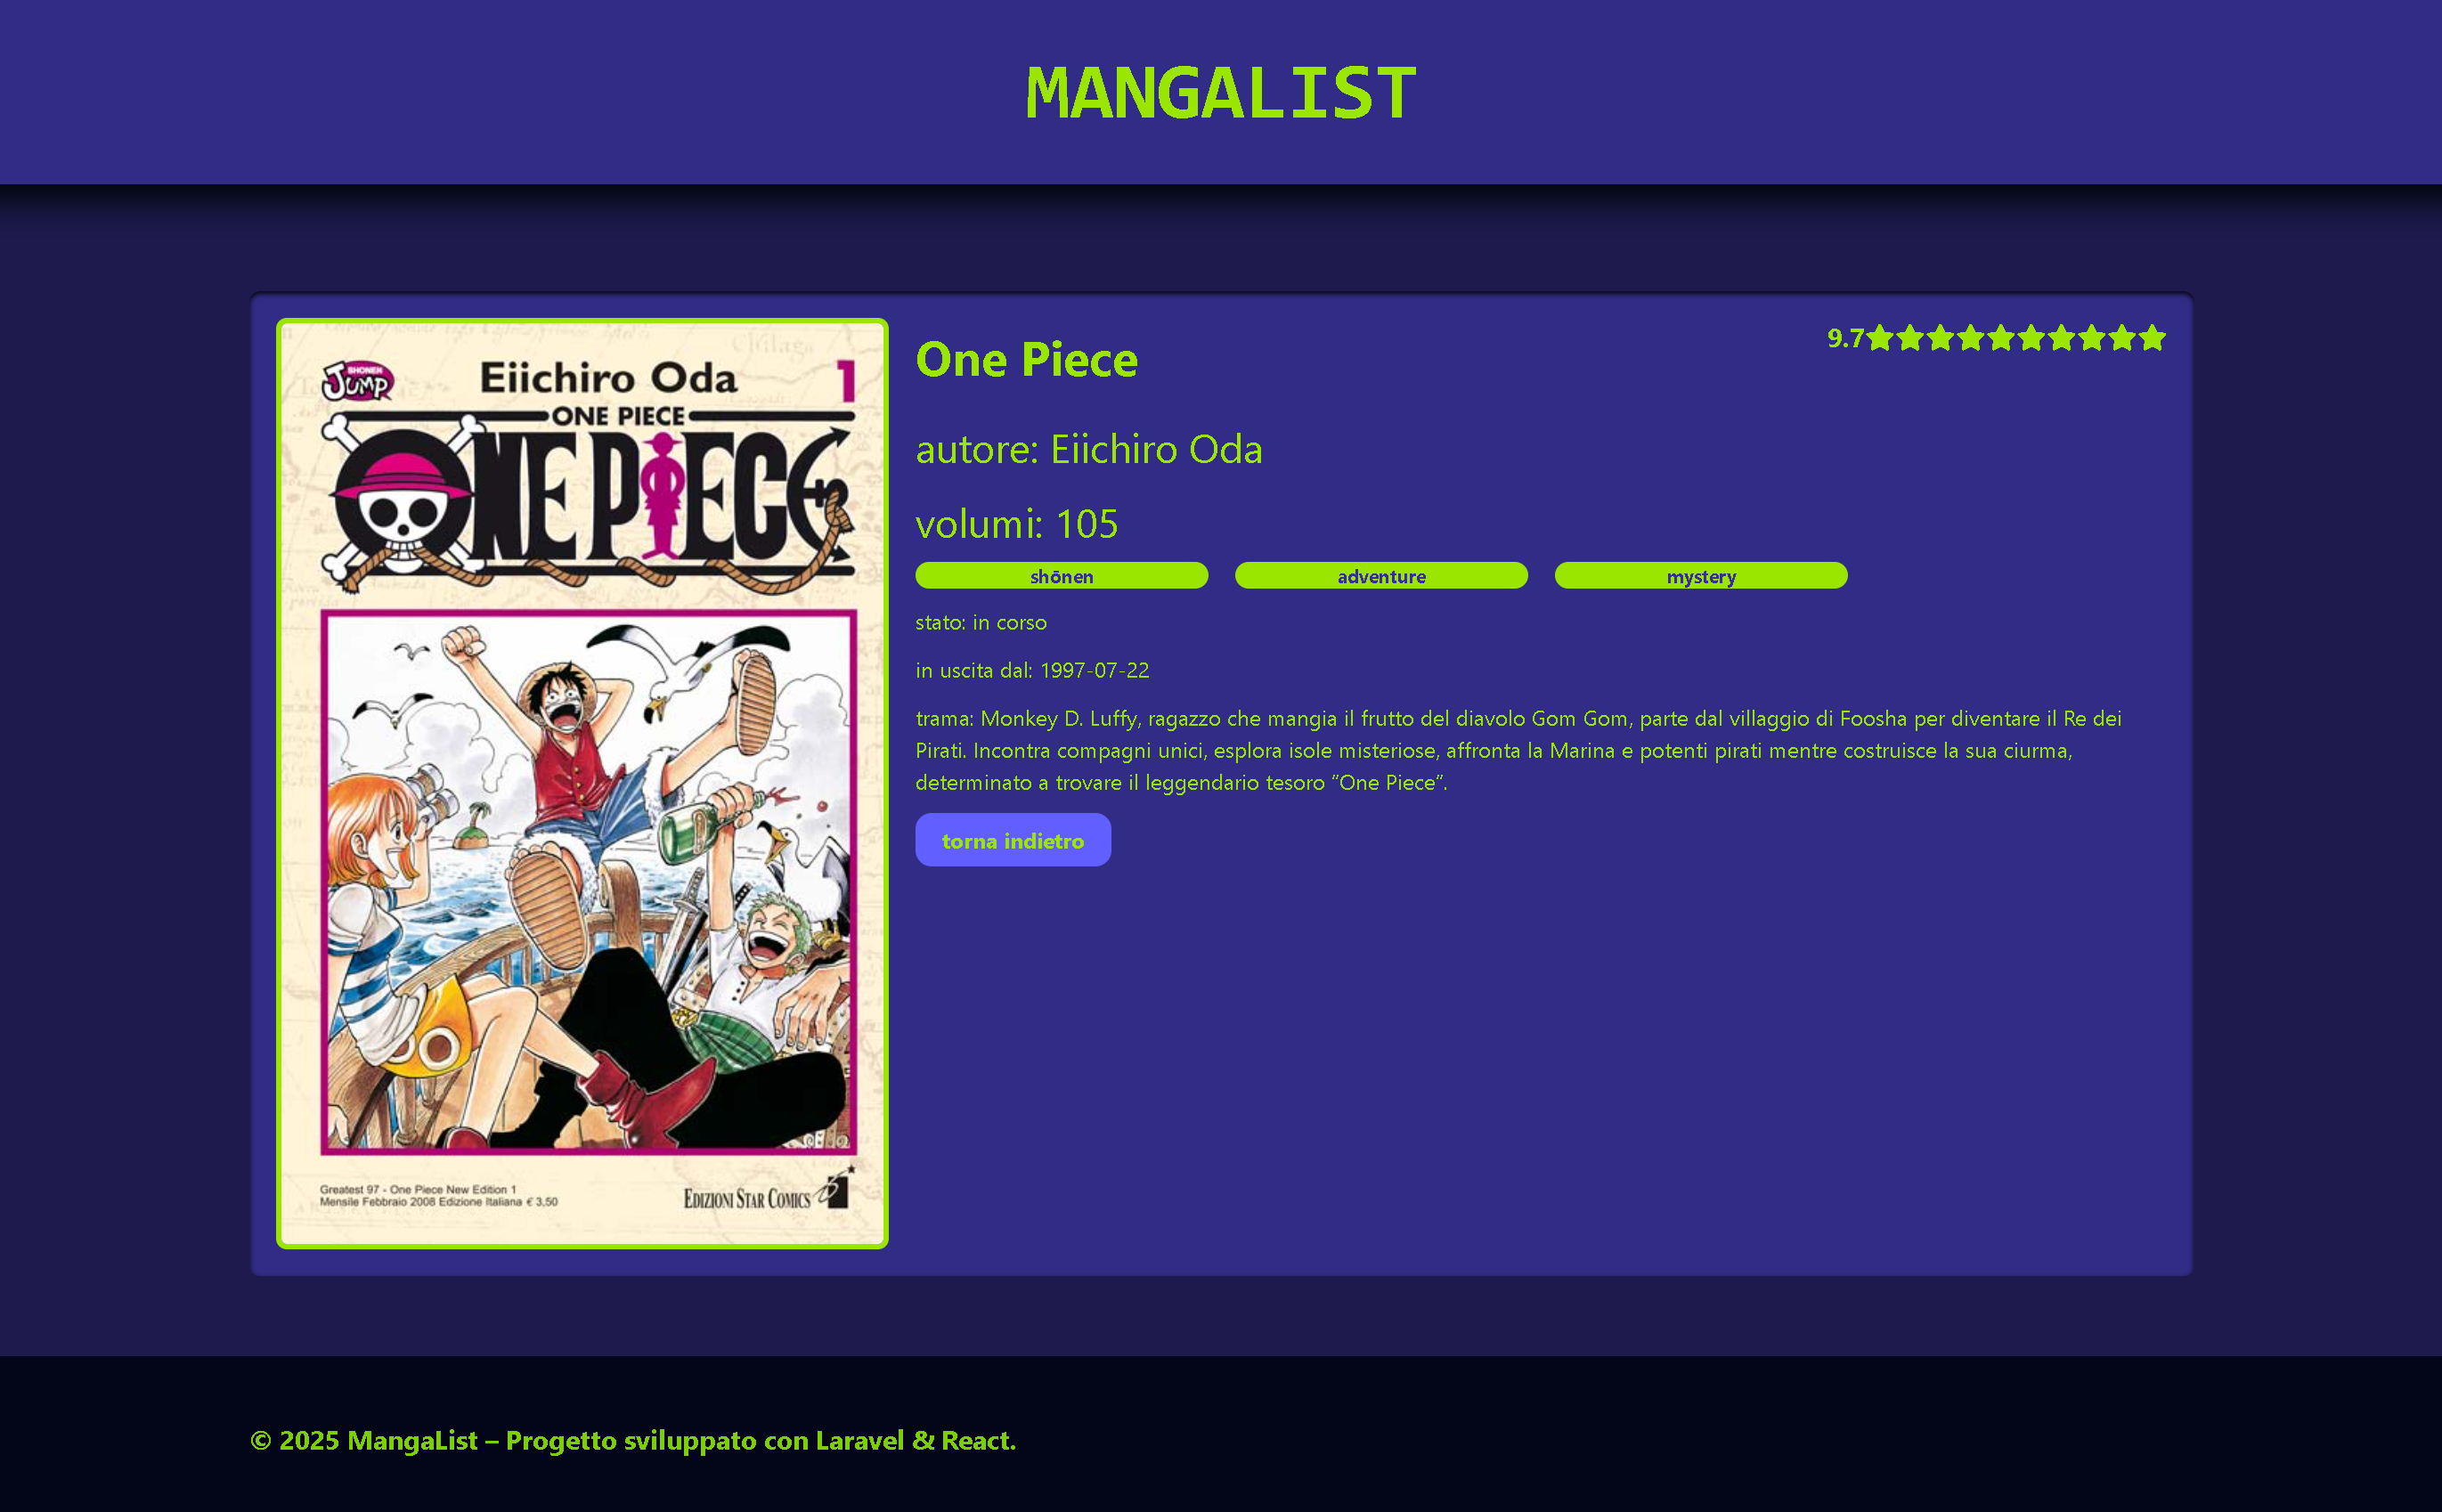 MANGALIST
SHONEN
JUMP
Eiichiro Oda
1
ONE PIECE
ONE PIECE
Greatest 97 - One Piece New Edition 1
Mensile Febbraio 2008 Edizione Italiana € 3,50
EDIZIONI STAR COMICS
One Piece
9.7
autore: Eiichiro Oda
volumi: 105
shōnen adventure mystery
stato: in corso
in uscita dal: 1997-07-22
trama: Monkey D. Luffy, ragazzo che mangia il frutto del diavolo Gom Gom, parte dal villaggio di Foosha per diventare il Re dei
Pirati. Incontra compagni unici, esplora isole misteriose, affronta la Marina e potenti pirati mentre costruisce la sua ciurma,
determinato a trovare il leggendario tesoro “One Piece”.
torna indietro
© 2025 MangaList – Progetto sviluppato con Laravel & React.